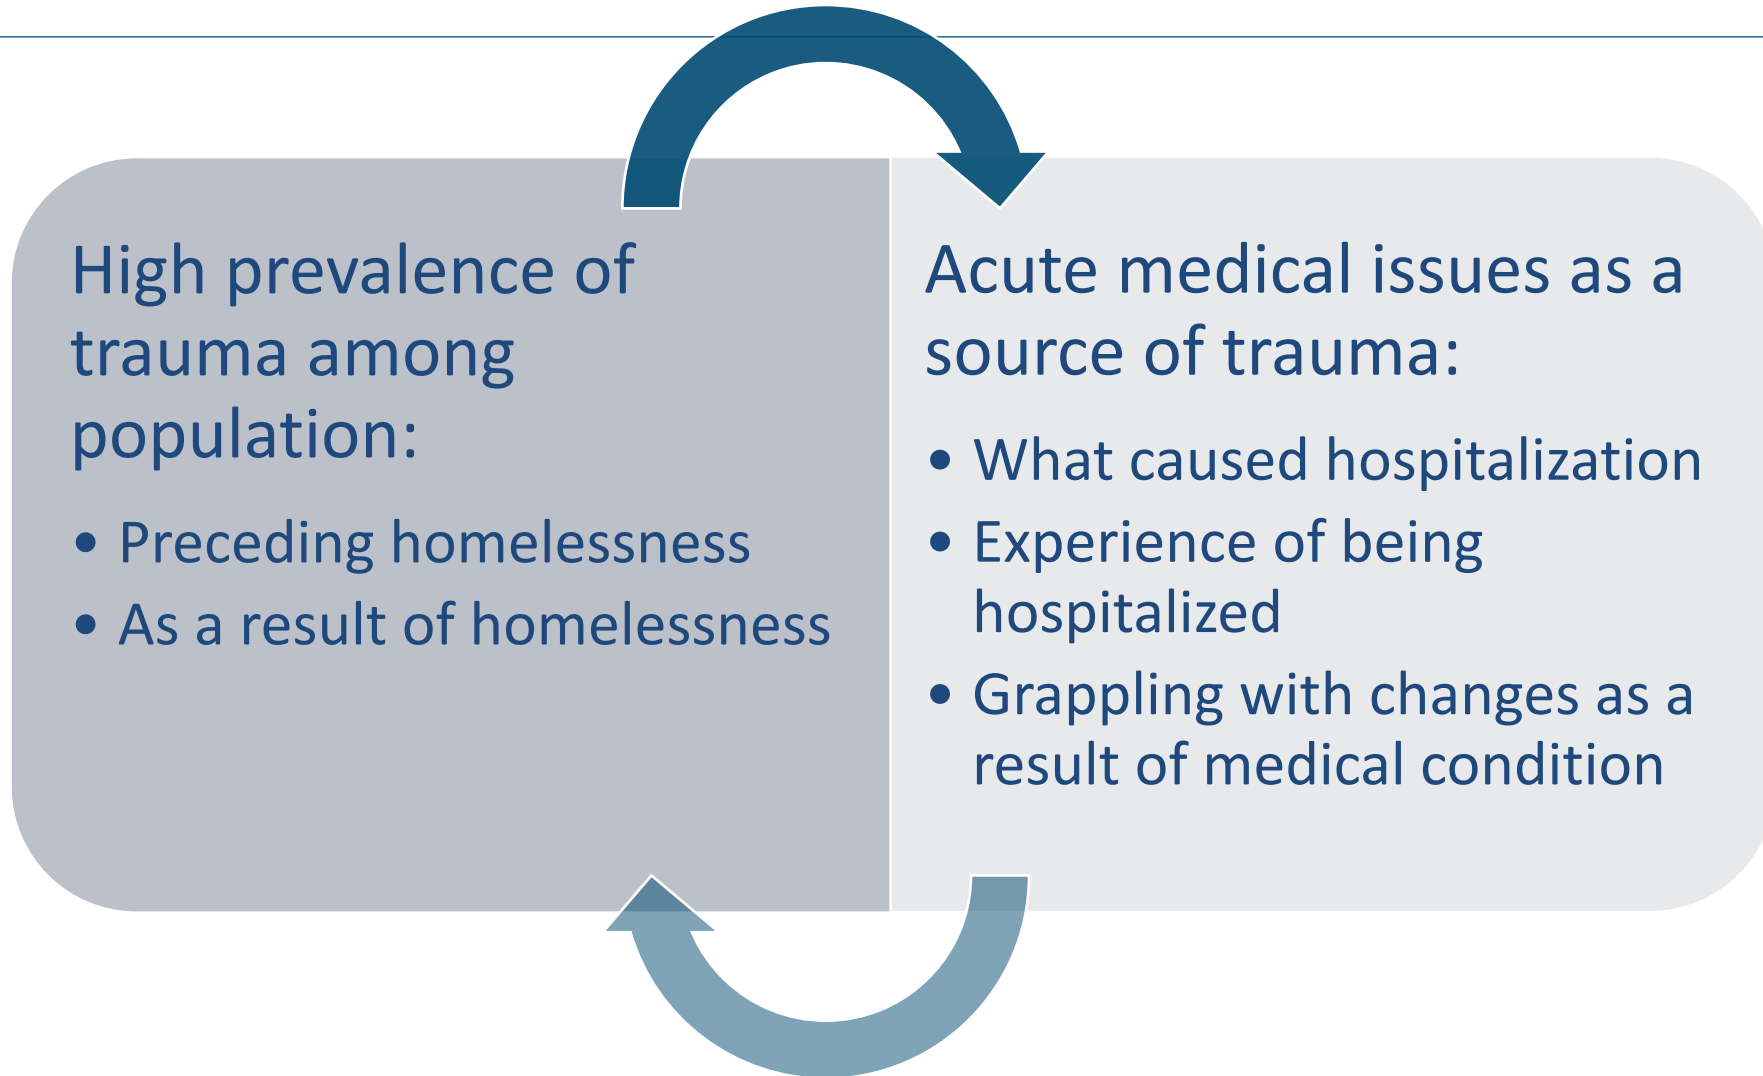 High prevalence of
trauma among
population:
• Preceding homelessness
• As a result of homelessness
Acute medical issues as a
source of trauma:
• What caused hospitalization
• Experience of being
hospitalized
• Grappling with changes as a
result of medical condition